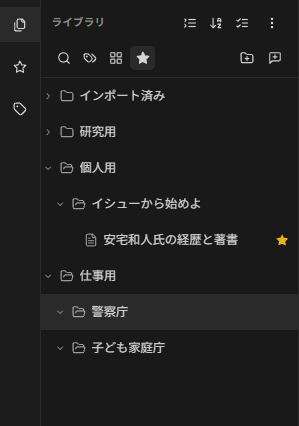 ライブラリ
インポート済み
研究用
個人用
イシューから始めよ
安宅和人氏の経歴と著書
仕事用
警察庁
子ども家庭庁